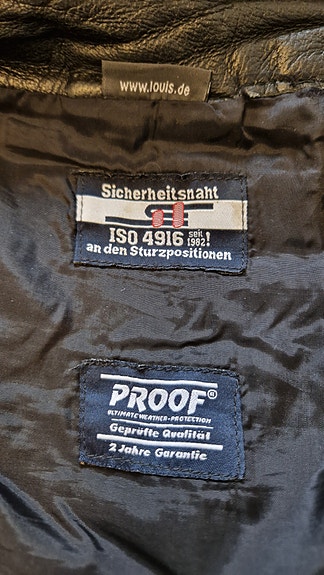 www.louis.de
Sicherheitsnaht
ISO 4916 seit 1982!
an den Sturzpositionen
PROOF®
ULTIMATE WEATHER-PROTECTION
Geprüfte Qualität
2 Jahre Garantie